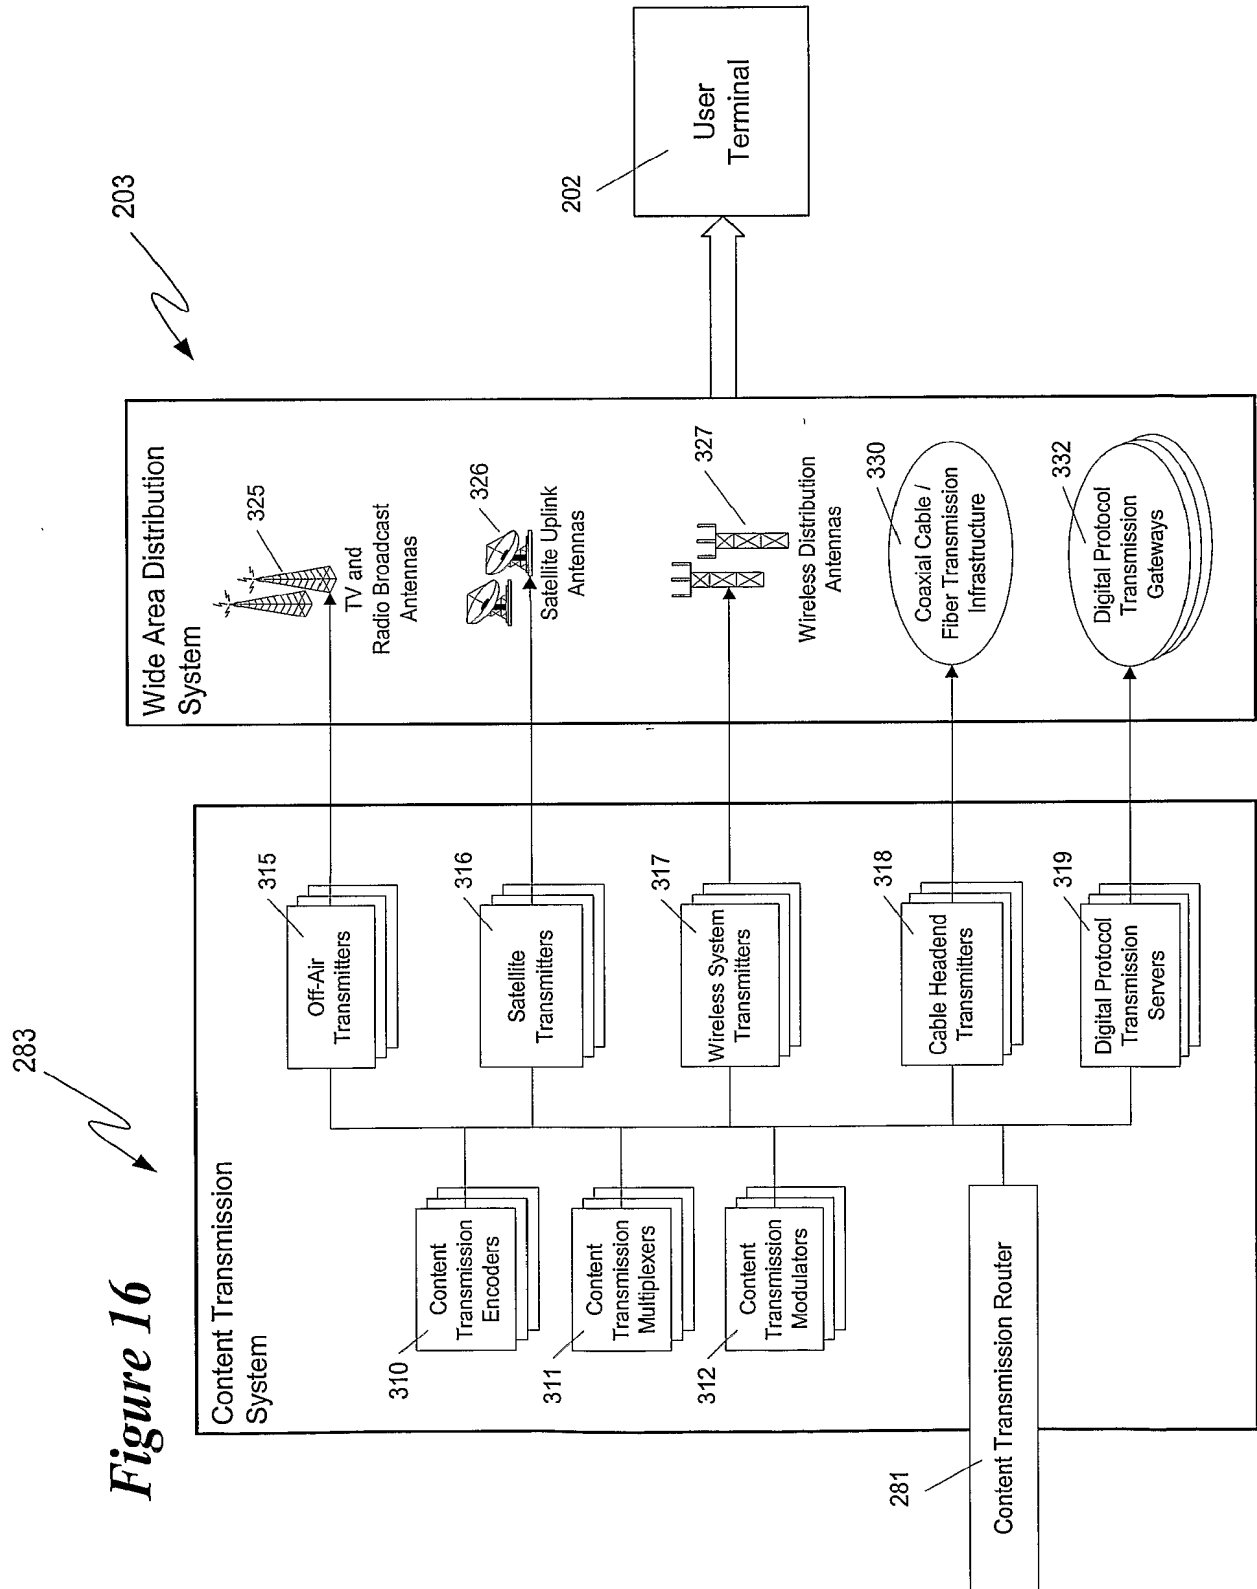 Figure 16
283
203
Content Transmission
System
310
Content
Transmission
Encoders
311
Content
Transmission
Multiplexers
312
Content
Transmission
Modulators
281
Content Transmission Router
315
Off-Air
Transmitters
316
Satellite
Transmitters
317
Wireless System
Transmitters
318
Cable Headend
Transmitters
319
Digital Protocol
Transmission
Servers
Wide Area Distribution
System
325
TV and
Radio Broadcast
Antennas
326
Satellite Uplink
Antennas
327
Wireless Distribution
Antennas
330
Coaxial Cable /
Fiber Transmission
Infrastructure
332
Digital Protocol
Transmission
Gateways
202
User
Terminal